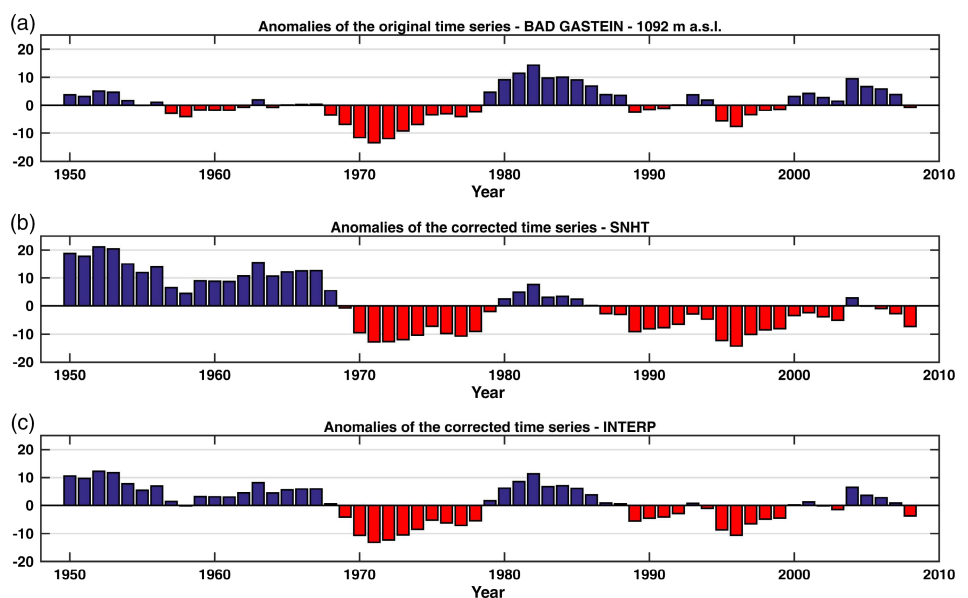 (a)
Anomalies of the original time series - BAD GASTEIN - 1092 m a.s.l.
20
10
0
-10
-20
1950 1960 1970 1980 1990 2000 2010
Year
(b)
Anomalies of the corrected time series - SNHT
20
10
0
-10
-20
1950 1960 1970 1980 1990 2000 2010
Year
(c)
Anomalies of the corrected time series - INTERP
20
10
0
-10
-20
1950 1960 1970 1980 1990 2000 2010
Year